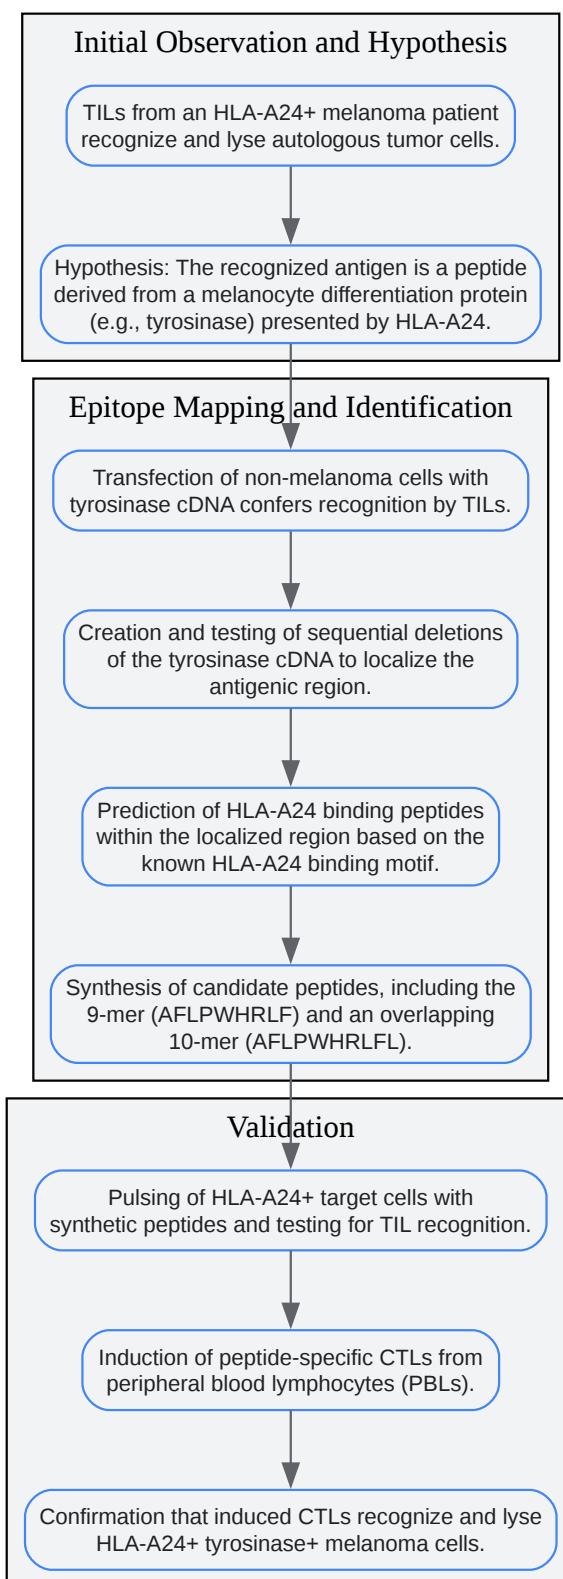 Initial Observation and Hypothesis
TILs from an HLA-A24+ melanoma patient
recognize and lyse autologous tumor cells.
Hypothesis: The recognized antigen is a peptide
derived from a melanocyte differentiation protein
(e.g., tyrosinase) presented by HLA-A24.
Epitope Mapping and Identification
Transfection of non-melanoma cells with
tyrosinase cDNA confers recognition by TILs.
Creation and testing of sequential deletions
of the tyrosinase cDNA to localize the
antigenic region.
Prediction of HLA-A24 binding peptides
within the localized region based on the
known HLA-A24 binding motif.
Synthesis of candidate peptides, including the
9-mer (AFLPWHRLF) and an overlapping
10-mer (AFLPWHRLFL).
Validation
Pulsing of HLA-A24+ target cells with
synthetic peptides and testing for TIL recognition.
Induction of peptide-specific CTLs from
peripheral blood lymphocytes (PBLs).
Confirmation that induced CTLs recognize and lyse
HLA-A24+ tyrosinase+ melanoma cells.